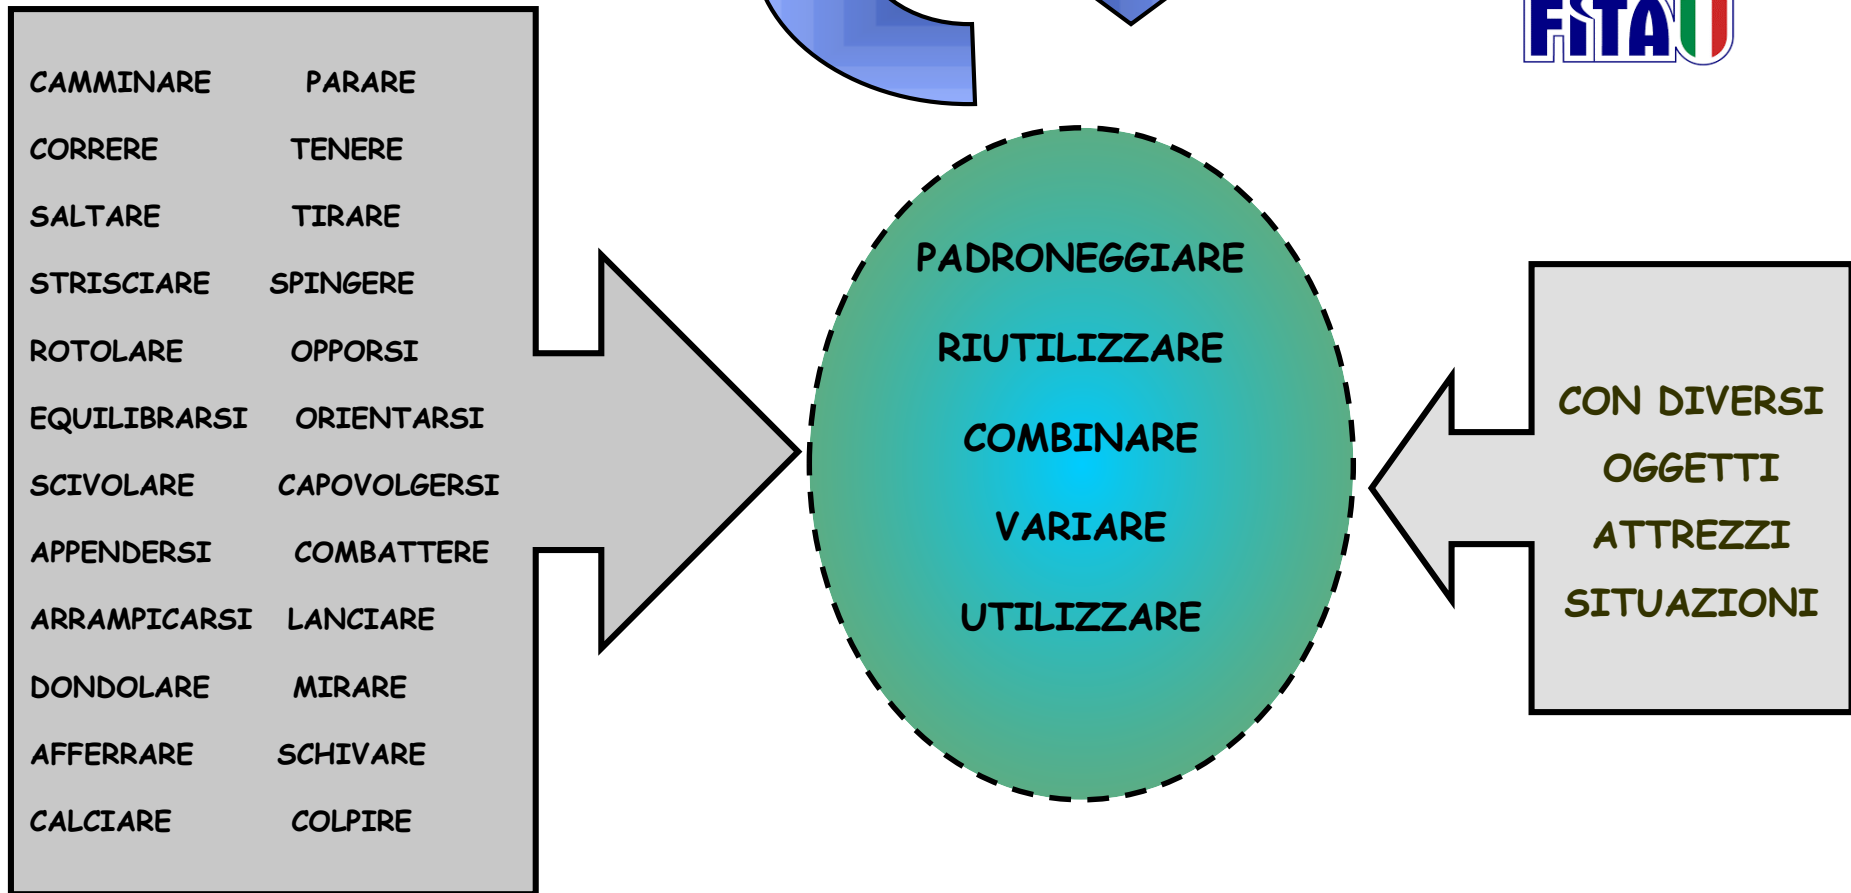 FITA
CAMMINARE PARARE
CORRERE TENERE
SALTARE TIRARE
STRISCIARE SPINGERE
ROTOLARE OPPORSI
EQUILIBRARSI ORIENTARSI
SCIVOLARE CAPOVOLGERSI
APPENDERSI COMBATTERE
ARRAMPICARSI LANCIARE
DONDOLARE MIRARE
AFFERRARE SCHIVARE
CALCIARE COLPIRE
PADRONEGGIARE
RIUTILIZZARE
COMBINARE
VARIARE
UTILIZZARE
CON DIVERSI
OGGETTI
ATTREZZI
SITUAZIONI